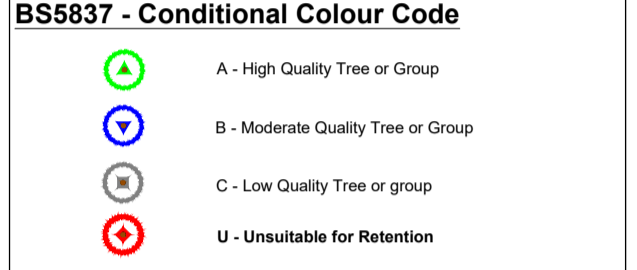 BS5837 - Conditional Colour Code
A - High Quality Tree or Group
B - Moderate Quality Tree or Group
C - Low Quality Tree or group
U - Unsuitable for Retention